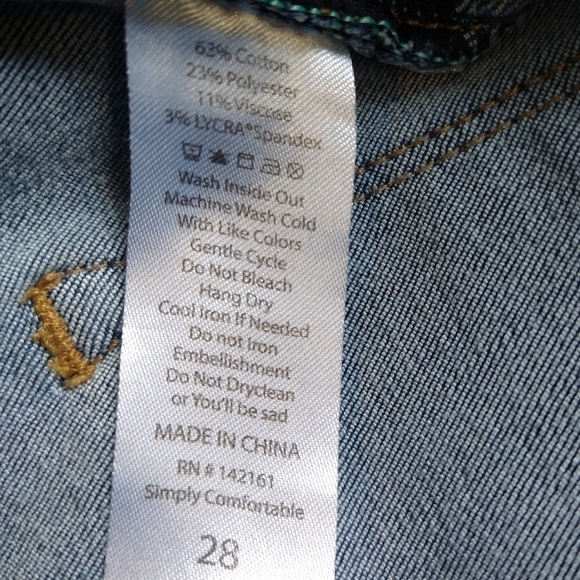 63% Cotton
23% Polyester
11% Viscose
3% LYCRA® Spandex
Wash Inside Out
Machine Wash Cold
With Like Colors
Gentle Cycle
Do Not Bleach
Hang Dry
Cool Iron If Needed
Do not Iron
Embellishment
Do Not Dryclean
or You'll be sad
MADE IN CHINA
RN # 142161
Simply Comfortable
28